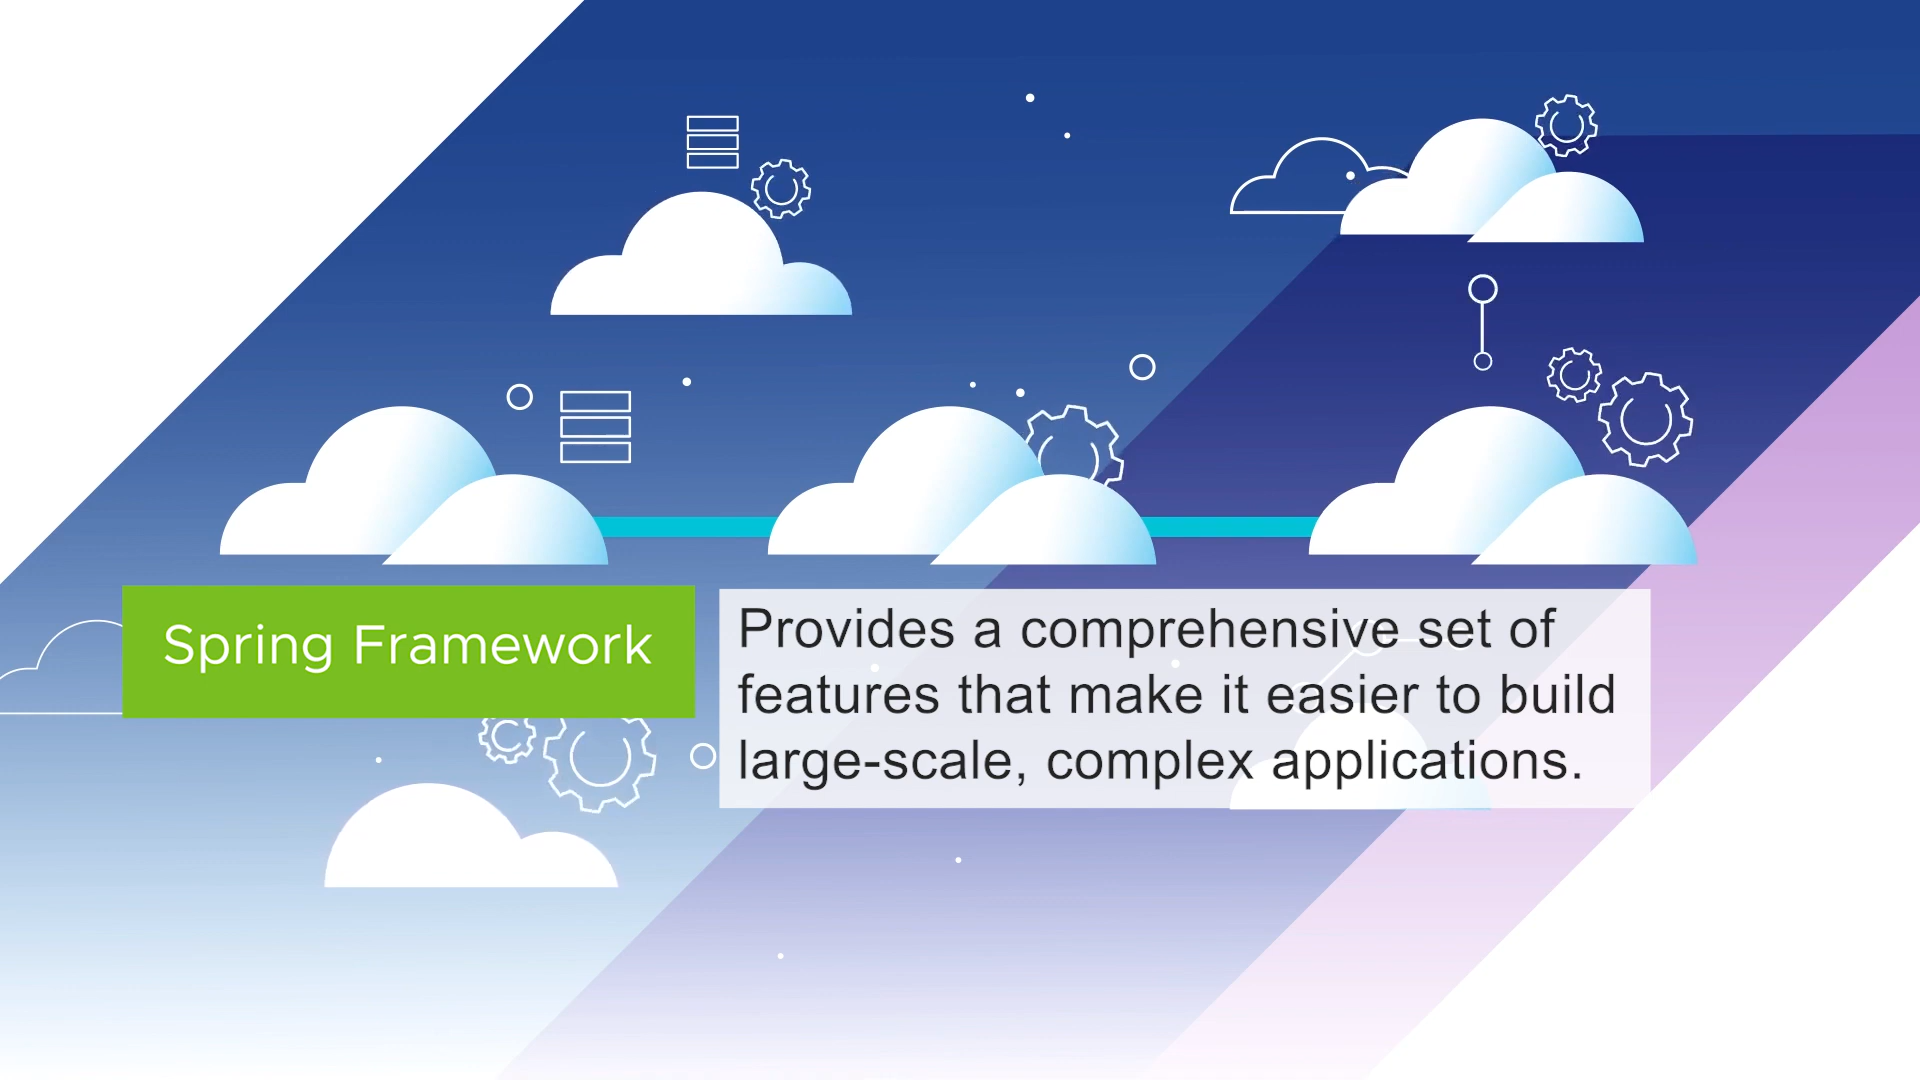 Spring Framework
Provides a comprehensive set of
features that make it easier to build
large-scale, complex applications.